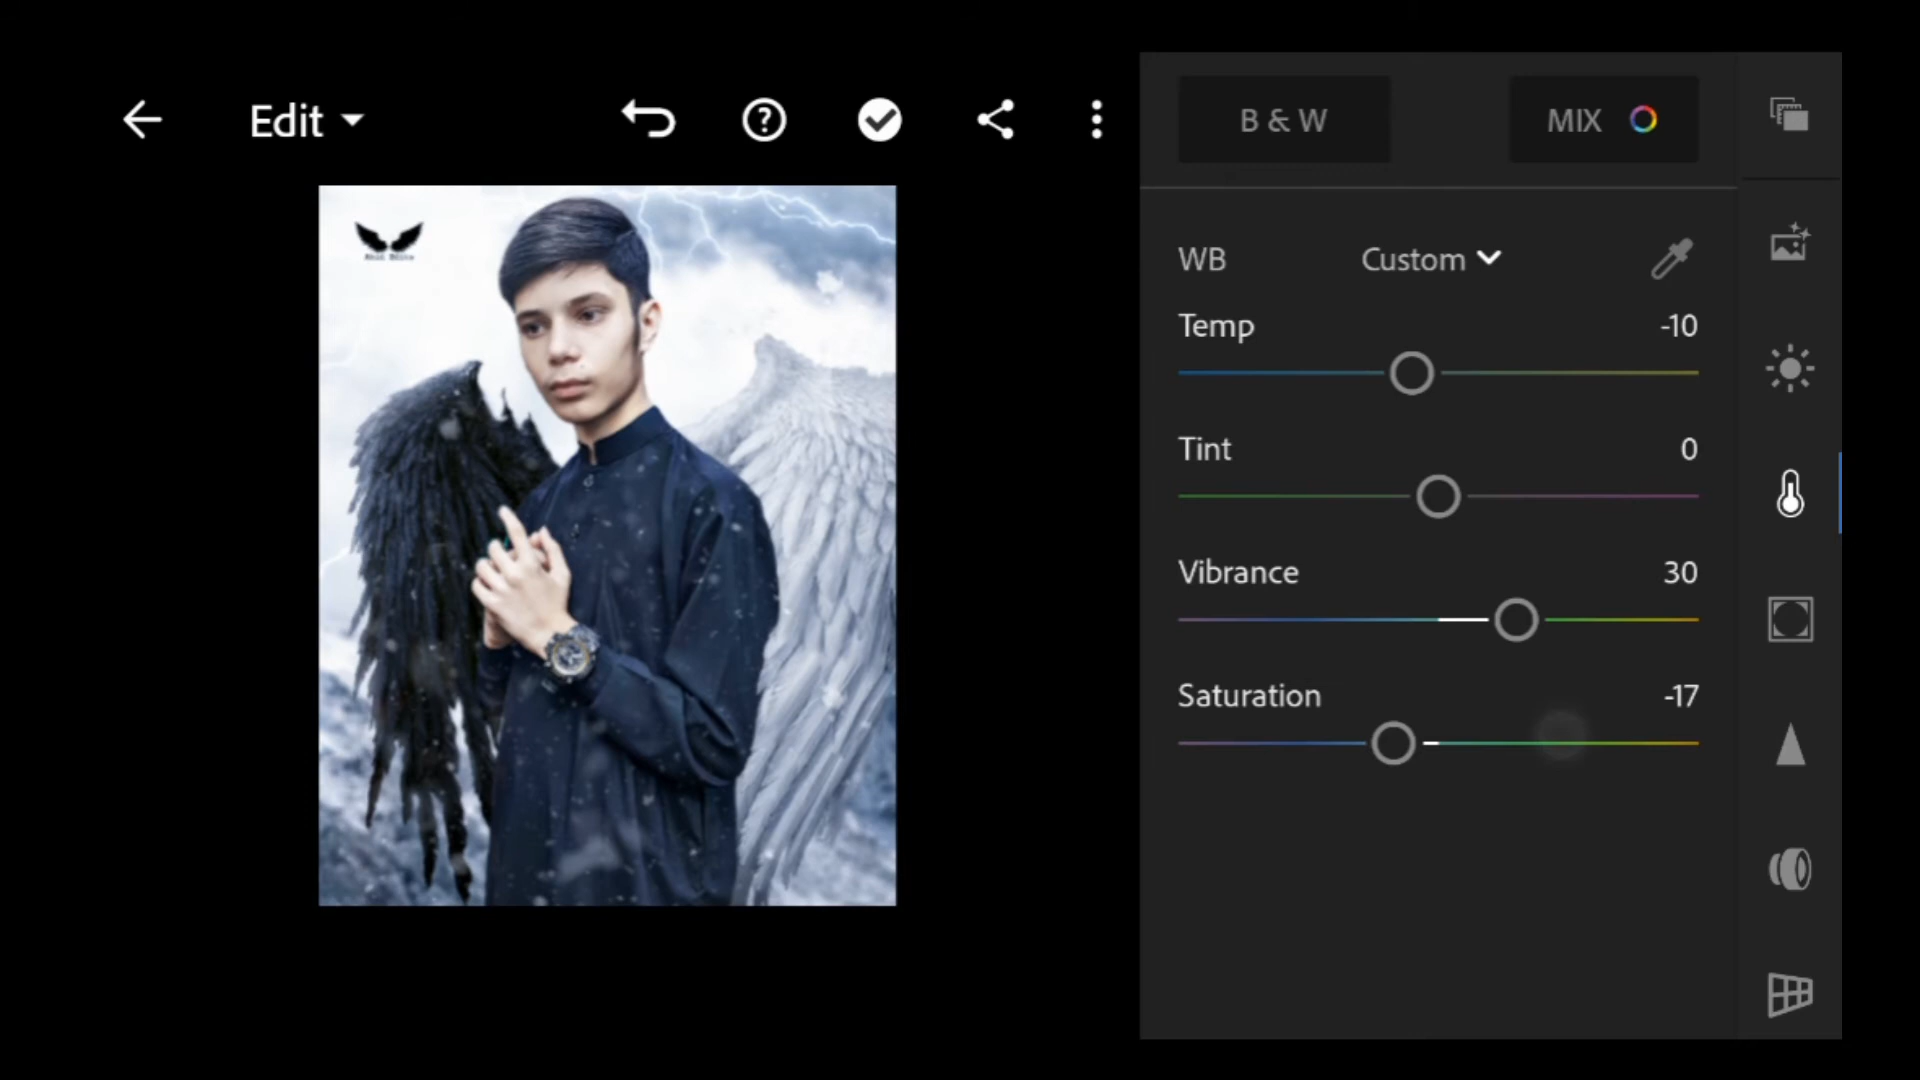 Edit
B & W
MIX
WB
Custom
Temp
-10
Tint
0
Vibrance
30
Saturation
-17